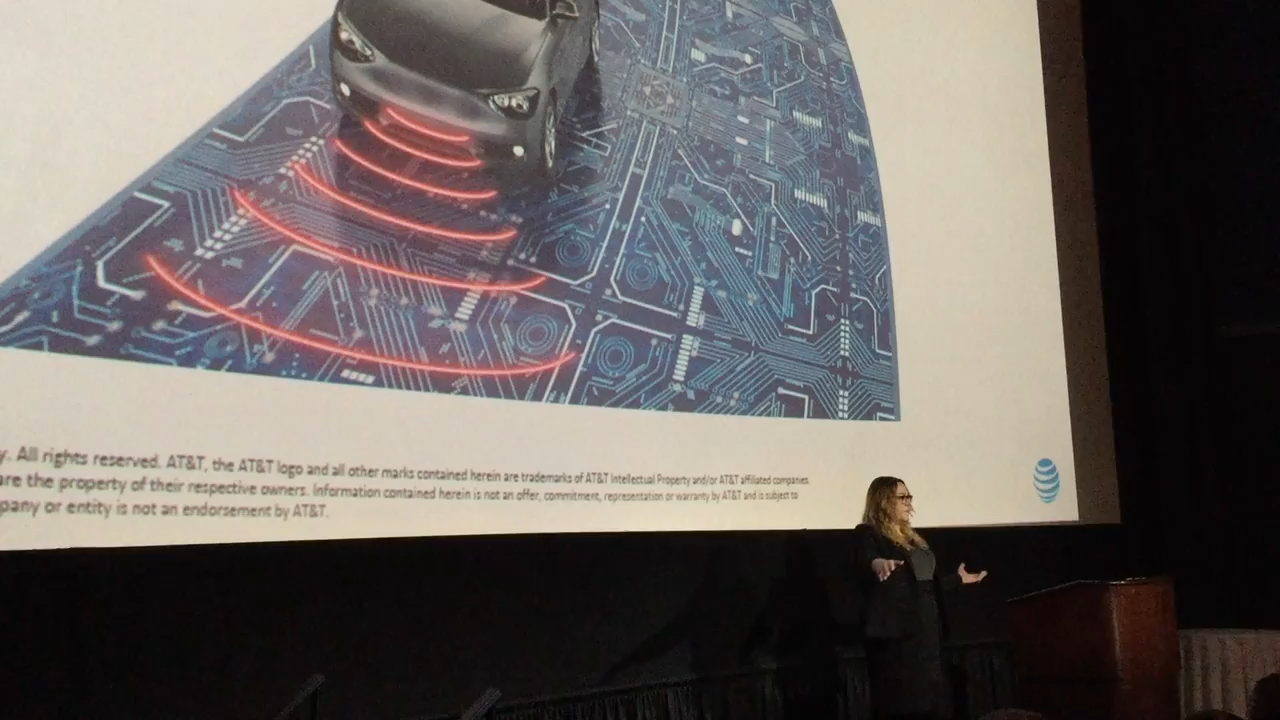 y. All rights reserved. AT&T, the AT&T logo and all other marks contained herein are trademarks of AT&T Intellectual Property and/or AT&T affiliated companies.
are the property of their respective owners. Information contained herein is not an offer, commitment, representation or warranty by AT&T and is subject to
pany or entity is not an endorsement by AT&T.